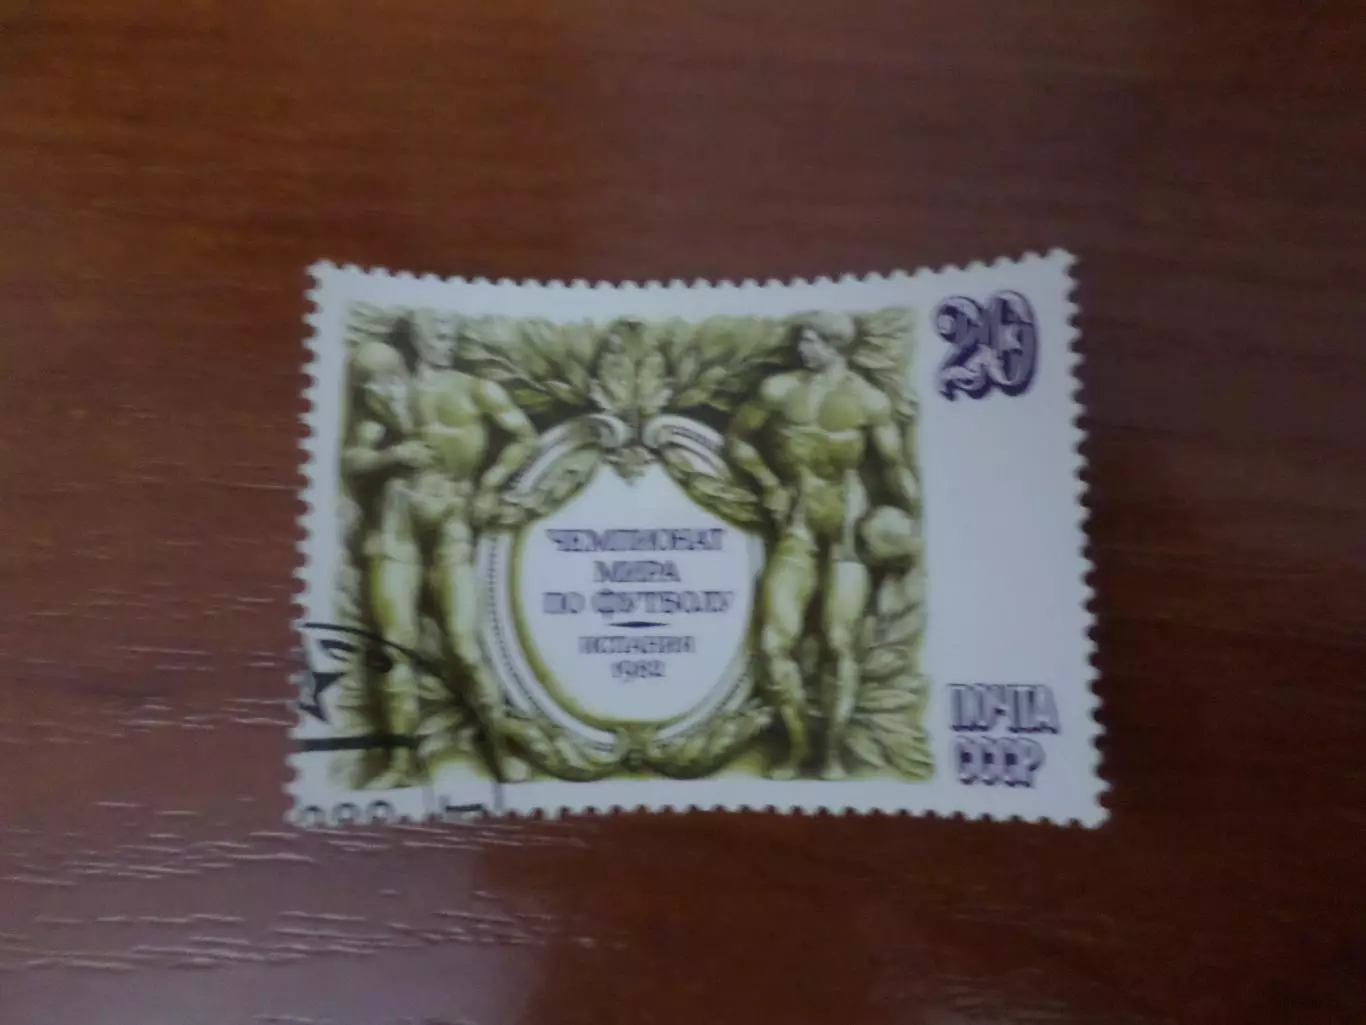 20
ЧЕМПИОНАТ
МИРА
ПО ФУТБОЛУ
ИСПАНИЯ
1982
ПОЧТА
СССР